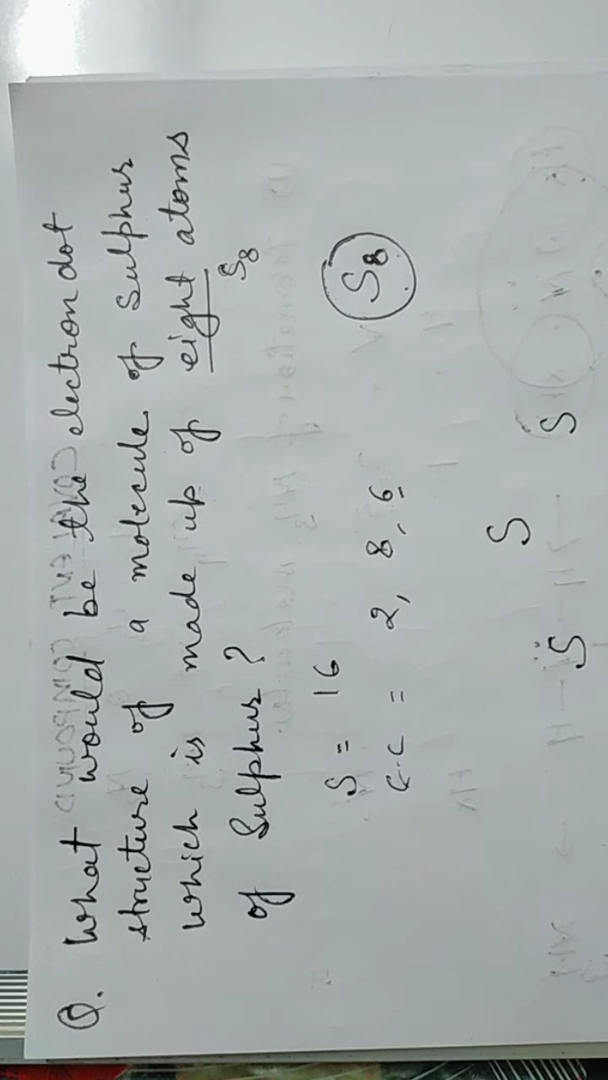 Q. What would be the electron dot
structure of a molecule of Sulphur
which is made up of eight atoms
of Sulphur? S8
S = 16
E.C = 2, 8, 6
S8
S
S S